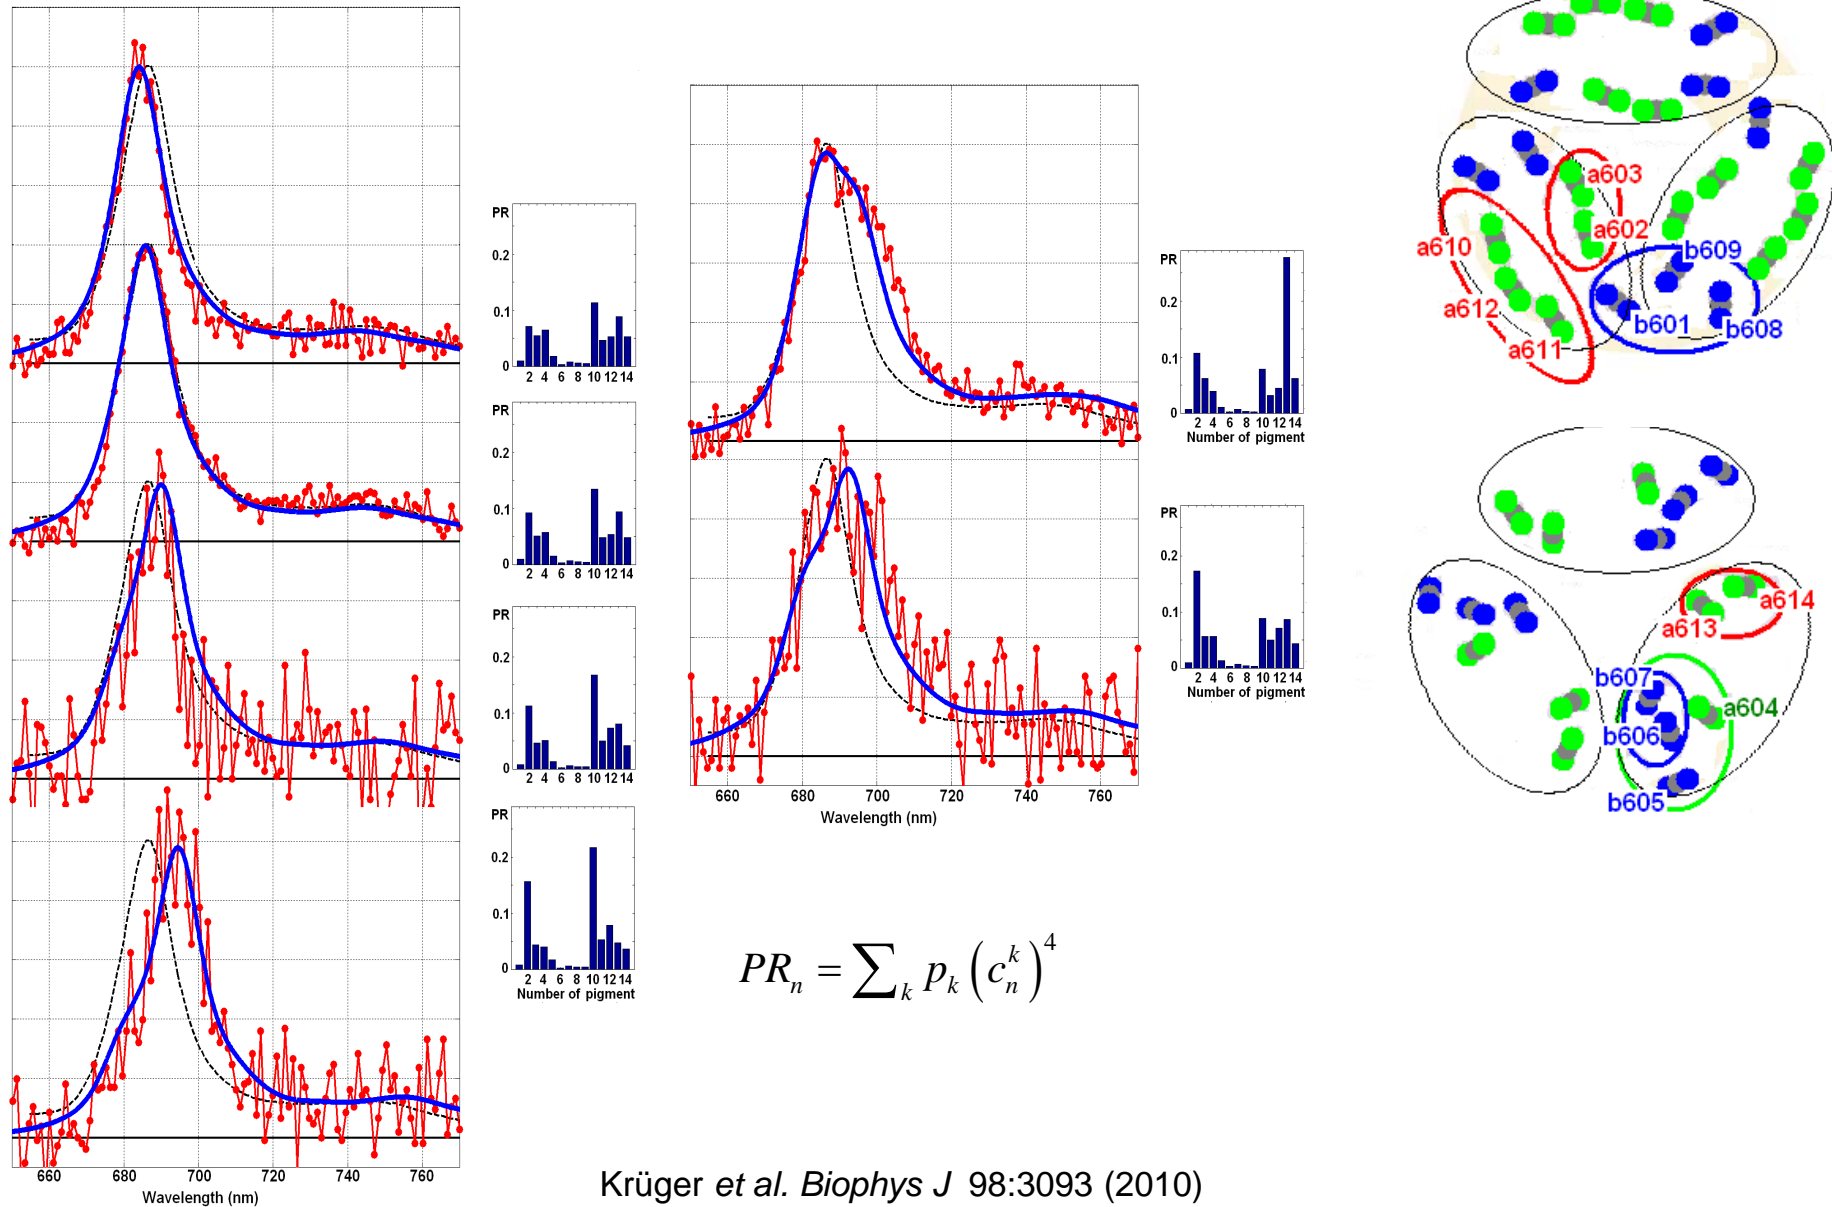 PR
0.2
0.1
0
2 4 6 8 10 12 14
PR
0.2
0.1
0
2 4 6 8 10 12 14
PR
0.2
0.1
0
2 4 6 8 10 12 14
PR
0.2
0.1
0
2 4 6 8 10 12 14
Number of pigment
660 680 700 720 740 760
Wavelength (nm)
660 680 700 720 740 760
Wavelength (nm)
PR
0.2
0.1
0
2 4 6 8 10 12 14
Number of pigment
PR
0.2
0.1
0
2 4 6 8 10 12 14
Number of pigment
a603
a602
a610
b609
a612
b601
b608
a611
a614
a613
b607
a604
b606
b605
PR_n = ∑_k p_k (c_n^k)^4
Krüger et al. Biophys J 98:3093 (2010)